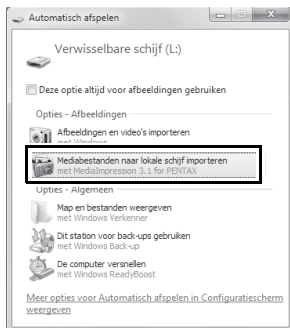 Automatisch afspelen
Verwisselbare schijf (L:)
Deze optie altijd voor afbeeldingen gebruiken
Opties - Afbeeldingen
Afbeeldingen en video's importeren
met Windows
Mediabestanden naar lokale schijf importeren
met MediaImpression 3.1 for PENTAX
Opties - Algemeen
Map en bestanden weergeven
met Windows Verkenner
Dit station voor back-ups gebruiken
met Windows Back-up
De computer versnellen
met Windows ReadyBoost
Meer opties voor Automatisch afspelen in Configuratiescherm
weergeven